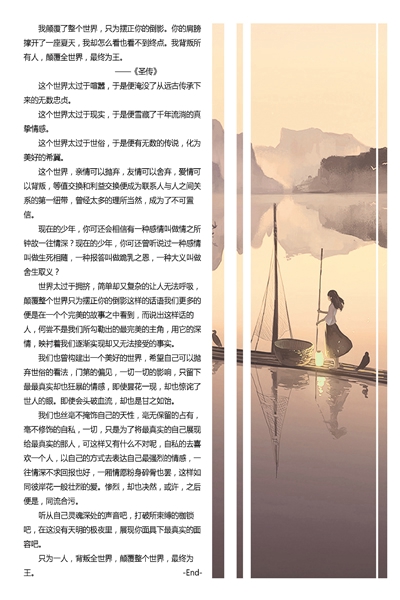 我颠覆了整个世界，只为摆正你的倒影。你的肩膀
撑开了一座夏天，我却怎么看也看不到终点。我背叛所
有人，颠覆全世界，最终为王。
——《圣传》
这个世界太过于喧嚣，于是便淹没了从远古传承下
来的无数忠贞。
这个世界太过于现实，于是便雪藏了千年流淌的真
挚情感。
这个世界太过于世俗，于是便有无数的传说，化为
美好的希冀。
这个世界，亲情可以抛弃，友情可以舍弃，爱情可
以背叛，等值交换和利益交换便成为联系人与人之间关
系的第一纽带，曾经太多的理所当然，成为了不可置
信。
现在的少年，你可还会相信有一种感情叫做情之所
钟故一往情深？现在的少年，你可还曾听说过一种感情
叫做生死相随，一种报答叫做跪乳之恩，一种大义叫做
舍生取义？
世界太过于拥挤，简单却又复杂的让人无法呼吸，
颠覆整个世界只为摆正你的倒影这样的话语我们更多的
便是在一个个完美的故事之中看到，而说出这样话的
人，何尝不是我们所勾勒出的最完美的主角，用它的深
情，映衬着我们逐渐实现却又无法接受的事实。
我们也曾构建出一个美好的世界，希望自己可以抛
弃世俗的看法，门第的偏见，一切一切的影响，只留下
最最真实却也狂暴的情感，即使昙花一现，却也惊诧了
世人的眼。即使会头破血流，却也是甘之如饴。
我们也丝毫不掩饰自己的天性，毫无保留的占有，
毫不修饰的自私，一切，只是为了将最真实的自己展现
给最真实的那人，可这样又有什么不对呢，自私的去喜
欢一个人，以自己的方式去表达自己最强烈的情感，一
往情深不求回报也好，一厢情愿粉身碎骨也罢，这样如
同彼岸花一般壮烈的爱。惨烈，却也决然，或许，之后
便是，同流合污。
听从自己灵魂深处的声音吧，打破所束缚的枷锁
吧，在这没有天明的极夜里，展现你面具下最真实的面
容吧。
只为一人，背叛全世界，颠覆整个世界，最终为
王。 -End-